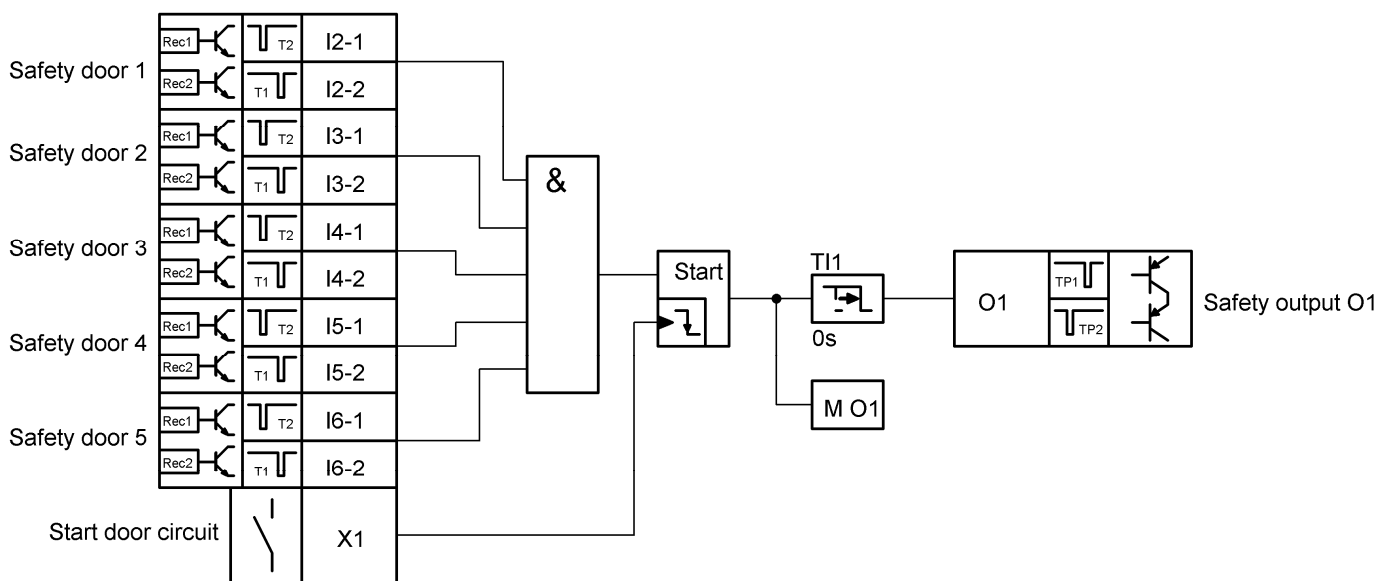 Safety door 1
Rec1 T2 I2-1
Rec2 T1 I2-2
Safety door 2
Rec1 T2 I3-1
Rec2 T1 I3-2
Safety door 3
Rec1 T2 I4-1
Rec2 T1 I4-2
Safety door 4
Rec1 T2 I5-1
Rec2 T1 I5-2
Safety door 5
Rec1 T2 I6-1
Rec2 T1 I6-2
Start door circuit X1
&
Start
TI1
0s
M O1
O1
TP1
TP2
Safety output O1